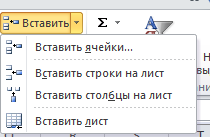 Вставить
Σ
Вставить ячейки...
Вставить строки на лист
Вставить столбцы на лист
Вставить лист